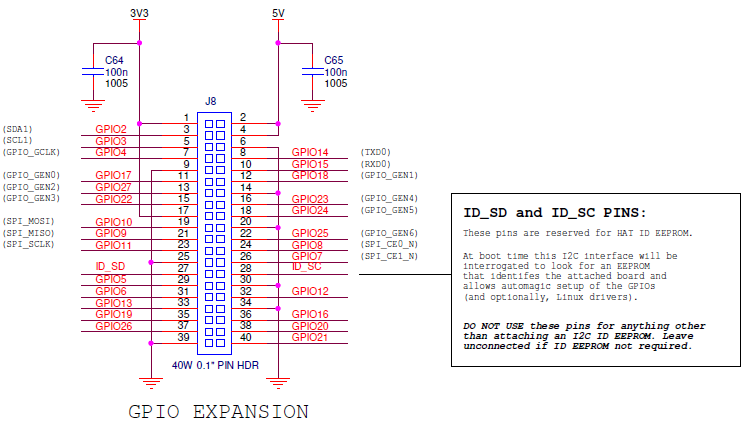 3V3 5V
C64 C65
100n 100n
1005 1005
J8
1 2
(SDA1) GPIO2 3 4
(SCL1) GPIO3 5 6
(GPIO_GCLK) GPIO4 7 8 GPIO14 (TXD0)
9 10 GPIO15 (RXD0)
(GPIO_GEN0) GPIO17 11 12 GPIO18 (GPIO_GEN1)
(GPIO_GEN2) GPIO27 13 14
(GPIO_GEN3) GPIO22 15 16 GPIO23 (GPIO_GEN4)
17 18 GPIO24 (GPIO_GEN5)
(SPI_MOSI) GPIO10 19 20
(SPI_MISO) GPIO9 21 22 GPIO25 (GPIO_GEN6)
(SPI_SCLK) GPIO11 23 24 GPIO8 (SPI_CE0_N)
25 26 GPIO7 (SPI_CE1_N)
ID_SD 27 28 ID_SC
GPIO5 29 30
GPIO6 31 32 GPIO12
GPIO13 33 34
GPIO19 35 36 GPIO16
GPIO26 37 38 GPIO20
39 40 GPIO21
40W 0.1" PIN HDR
GPIO EXPANSION
ID_SD and ID_SC PINS:
These pins are reserved for HAT ID EEPROM.
At boot time this I2C interface will be
interrogated to look for an EEPROM
that identifes the attached board and
allows automagic setup of the GPIOs
(and optionally, Linux drivers).
DO NOT USE these pins for anything other
than attaching an I2C ID EEPROM. Leave
unconnected if ID EEPROM not required.